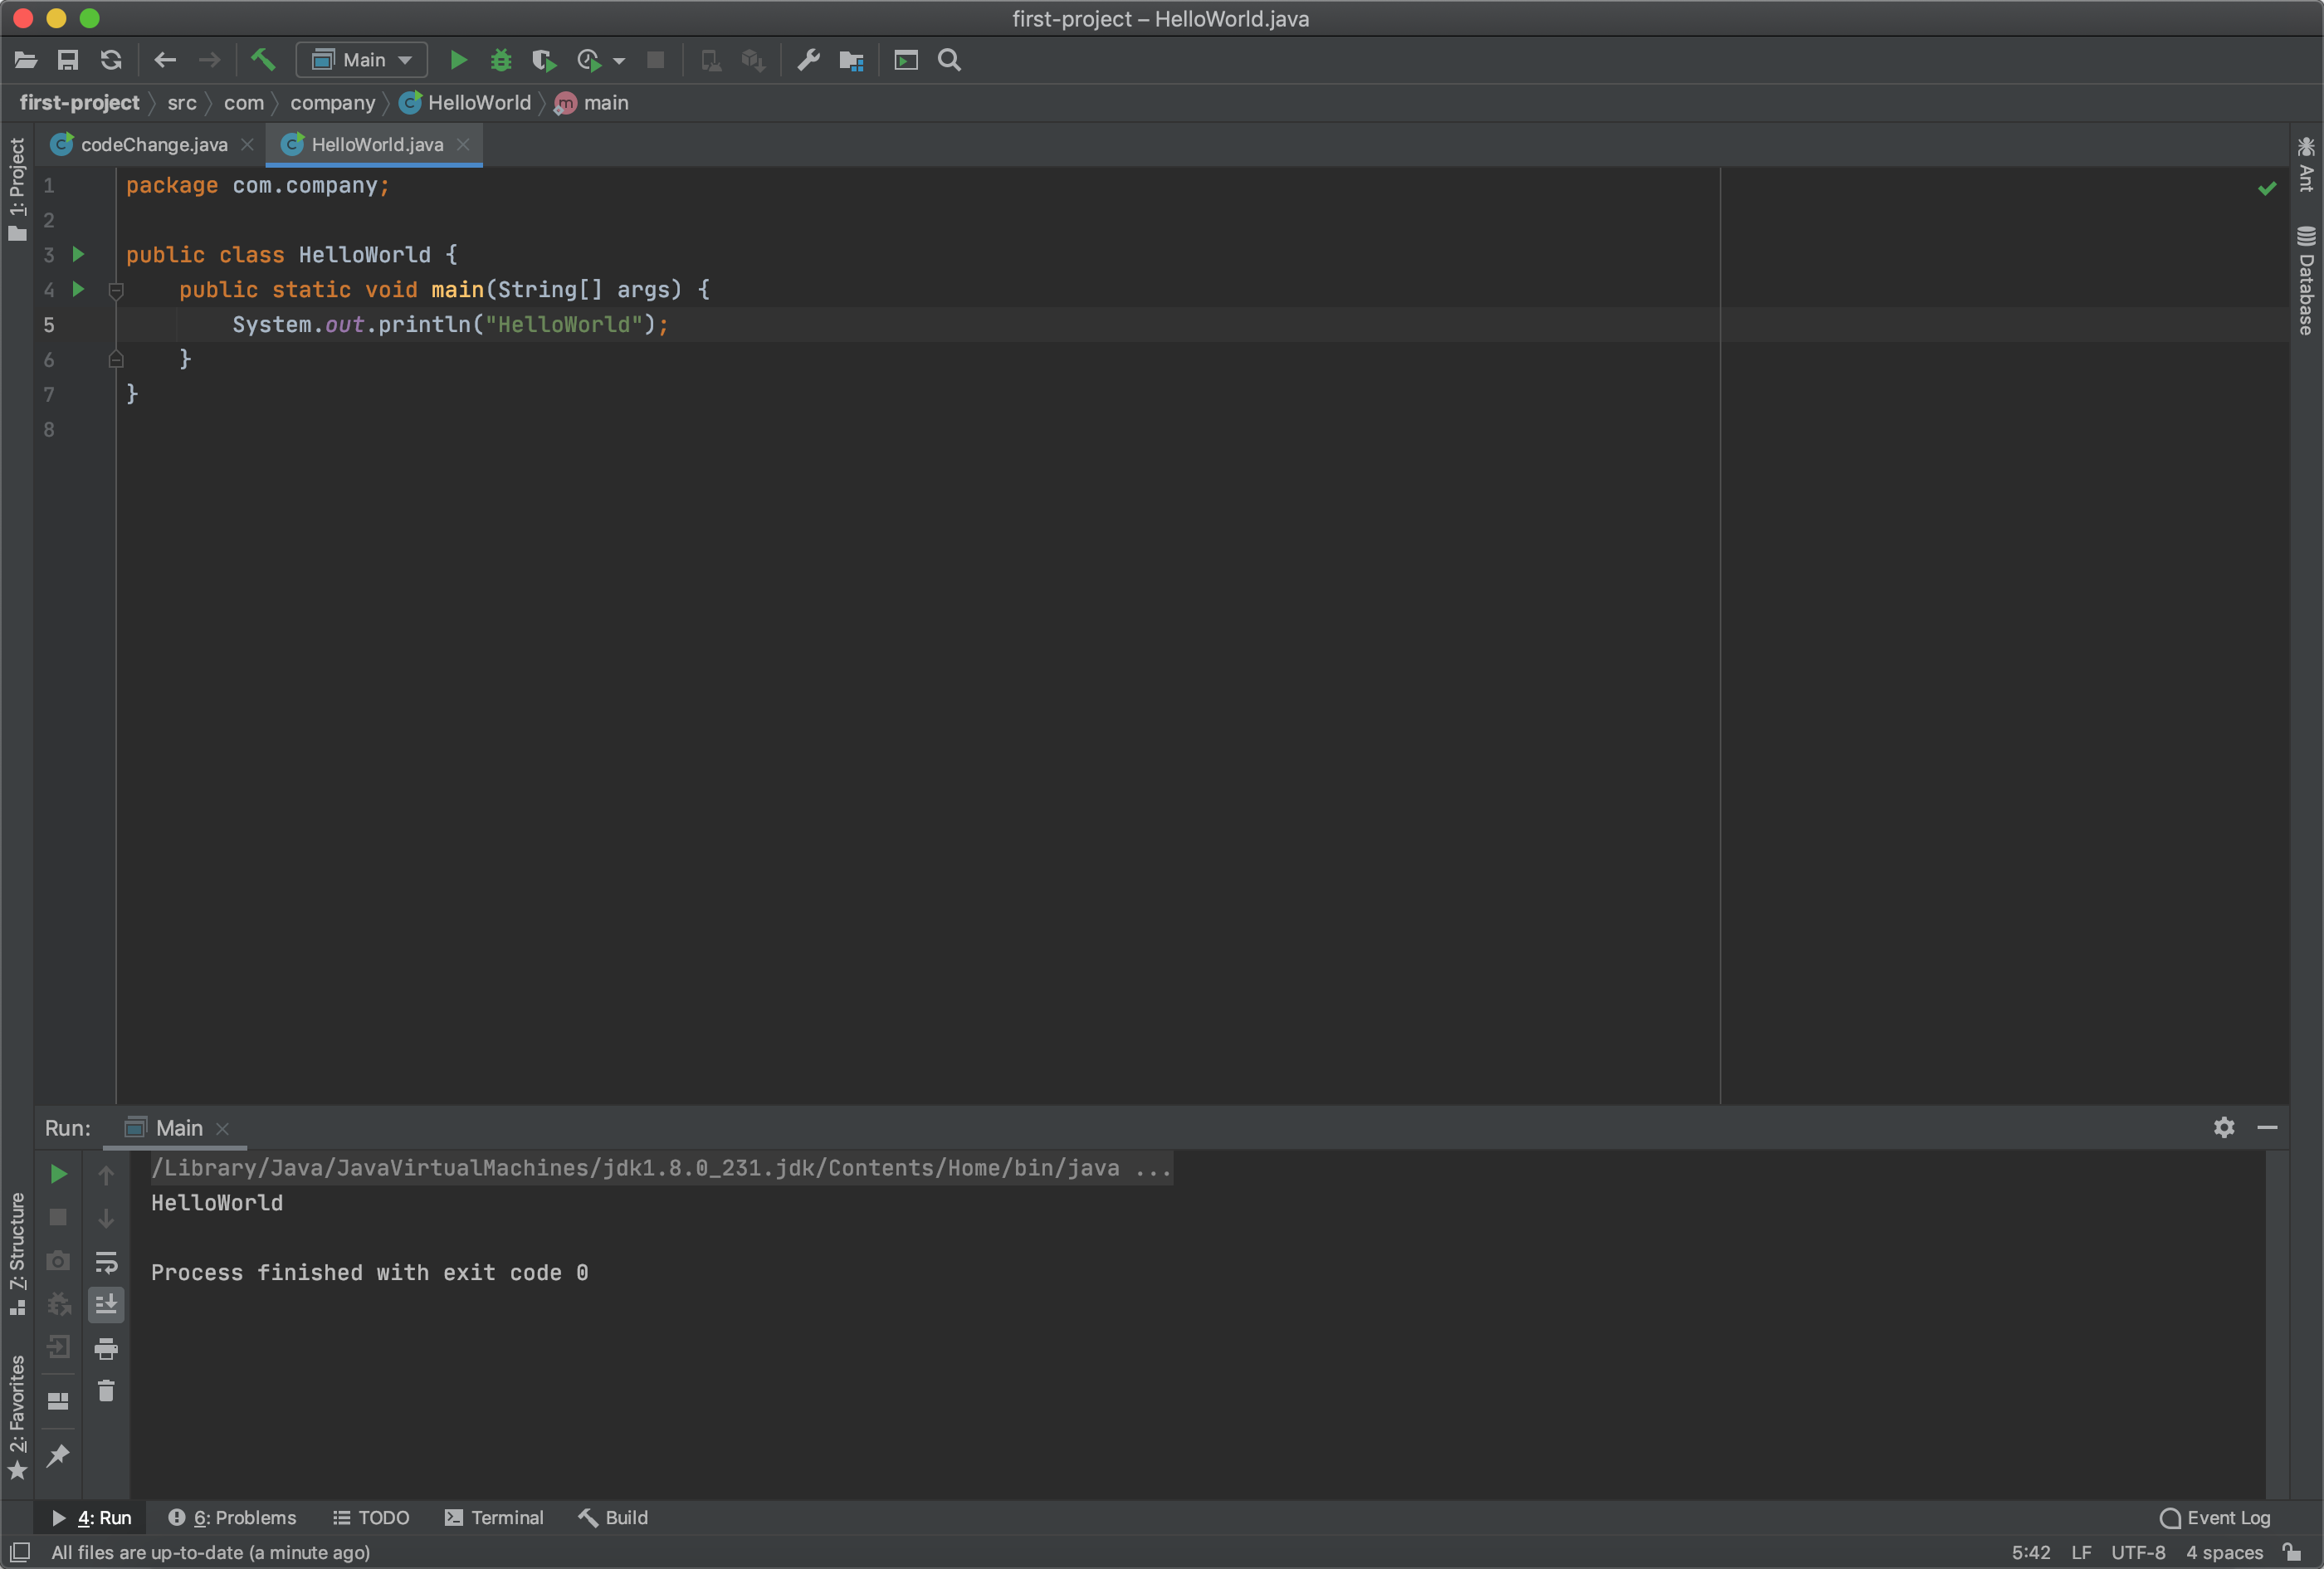 first-project – HelloWorld.java
Main
first-project src com company HelloWorld main
codeChange.java HelloWorld.java
1: Project
Ant
Database
1 package com.company;
2
3 public class HelloWorld {
4     public static void main(String[] args) {
5         System.out.println("HelloWorld");
6     }
7 }
8
Run: Main
/Library/Java/JavaVirtualMachines/jdk1.8.0_231.jdk/Contents/Home/bin/java ...
HelloWorld
Process finished with exit code 0
7: Structure
2: Favorites
4: Run 6: Problems TODO Terminal Build Event Log
All files are up-to-date (a minute ago) 5:42 LF UTF-8 4 spaces